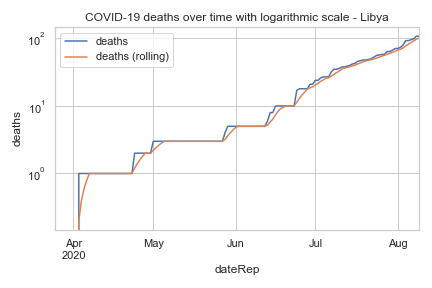 COVID-19 deaths over time with logarithmic scale - Libya
deaths
deaths (rolling)
10²
10¹
10⁰
deaths
Apr
2020
May
Jun
Jul
Aug
dateRep